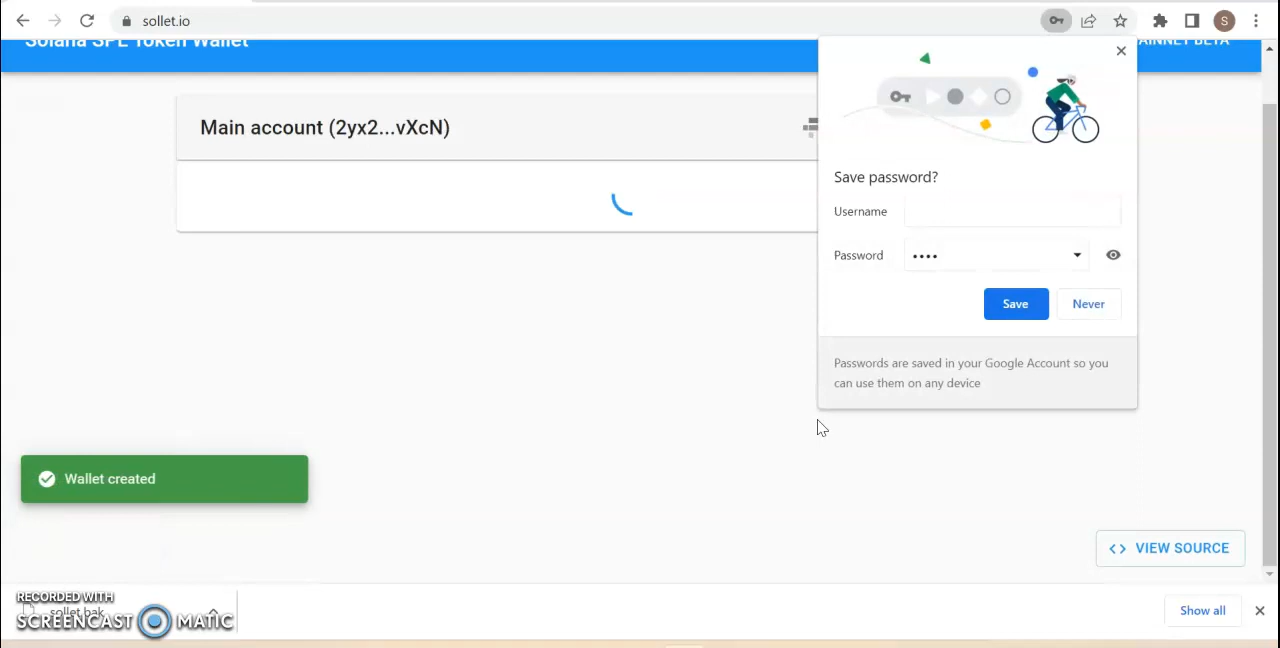 sollet.io
S
Solana SPL Token Wallet
MAINNET BETA
Main account (2yx2...vXcN)
Save password?
Username
Password
Save
Never
Passwords are saved in your Google Account so you
can use them on any device
Wallet created
<> VIEW SOURCE
RECORDED WITH
sollet.bak
SCREENCAST MATIC
Show all